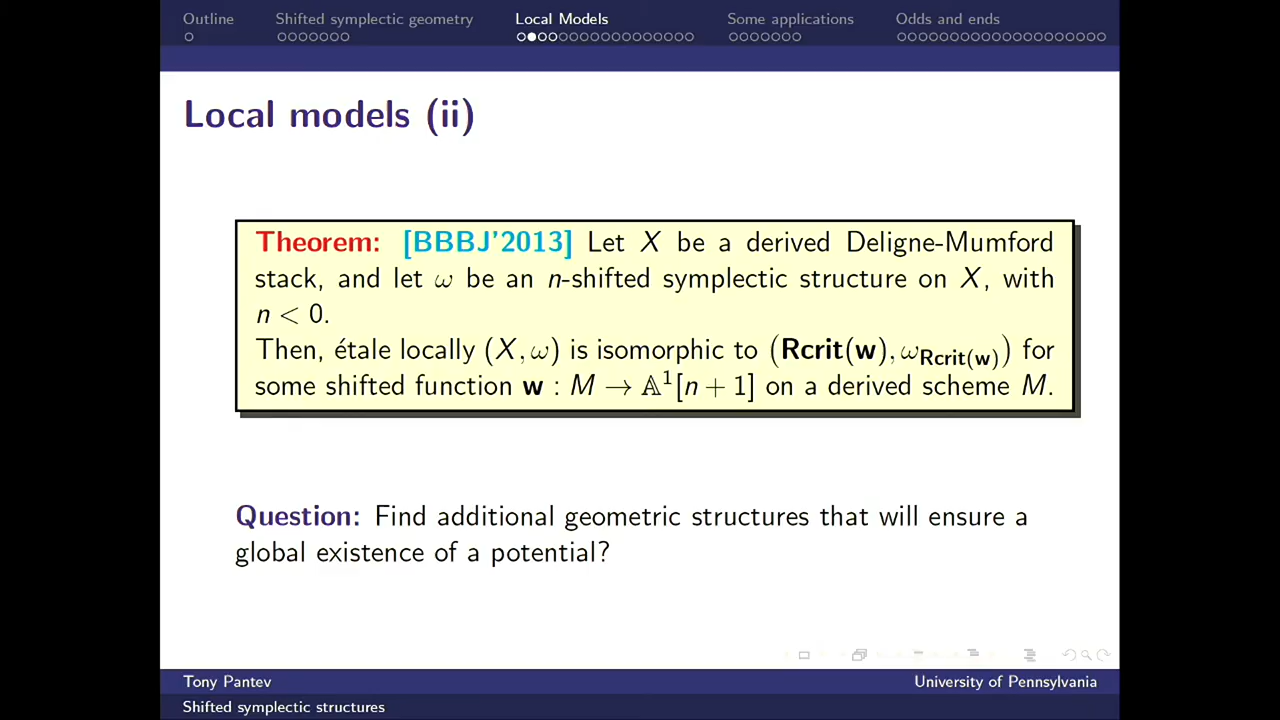 Outline Shifted symplectic geometry Local Models Some applications Odds and ends
Local models (ii)
Theorem: [BBBJ'2013] Let X be a derived Deligne-Mumford
stack, and let ω be an n-shifted symplectic structure on X, with
n < 0.
Then, étale locally (X, ω) is isomorphic to (Rcrit(w), ω_Rcrit(w)) for
some shifted function w : M → 𝔸¹[n + 1] on a derived scheme M.
Question: Find additional geometric structures that will ensure a
global existence of a potential?
Tony Pantev University of Pennsylvania
Shifted symplectic structures